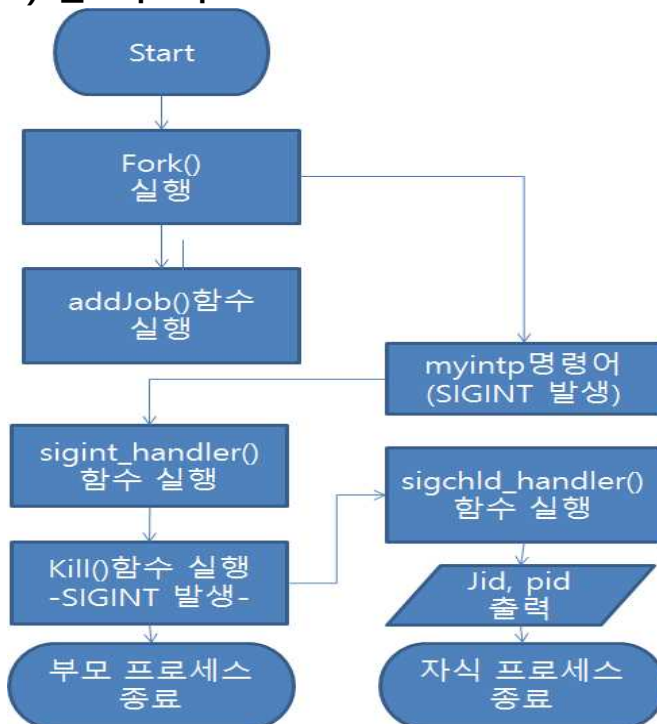 Start
Fork()
실행
addJob()함수
실행
myintp명령어
(SIGINT 발생)
sigint_handler()
함수 실행
sigchld_handler()
함수 실행
Kill()함수 실행
-SIGINT 발생-
Jid, pid
출력
부모 프로세스
종료
자식 프로세스
종료